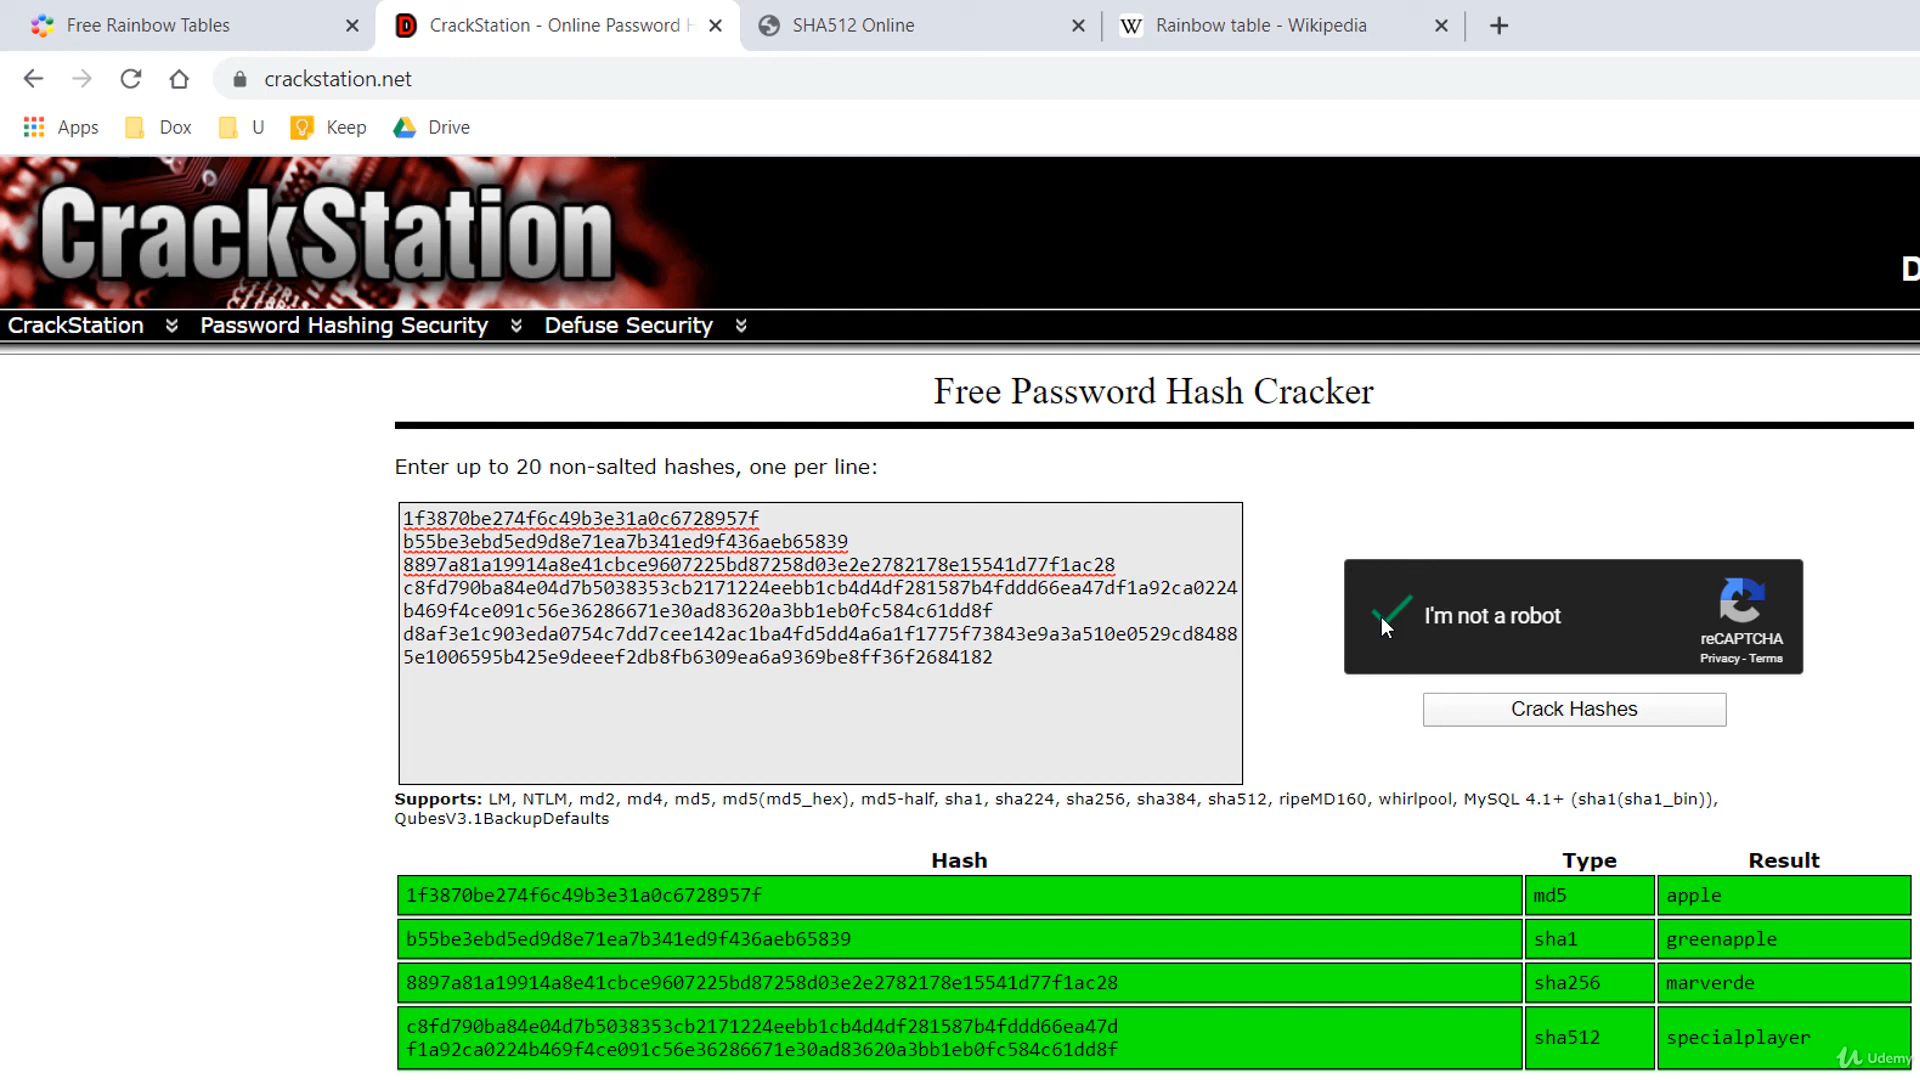 Free Rainbow Tables
CrackStation - Online Password H
SHA512 Online
W Rainbow table - Wikipedia
crackstation.net
Apps Dox U Keep Drive
CrackStation
D
CrackStation Password Hashing Security Defuse Security
Free Password Hash Cracker
Enter up to 20 non-salted hashes, one per line:
1f3870be274f6c49b3e31a0c6728957f
b55be3ebd5ed9d8e71ea7b341ed9f436aeb65839
8897a81a19914a8e41cbce9607225bd87258d03e2e2782178e15541d77f1ac28
c8fd790ba84e04d7b5038353cb2171224eebb1cb4d4df281587b4fddd66ea47df1a92ca0224
b469f4ce091c56e36286671e30ad83620a3bb1eb0fc584c61dd8f
d8af3e1c903eda0754c7dd7cee142ac1ba4fd5dd4a6a1f1775f73843e9a3a510e0529cd8488
5e1006595b425e9deeef2db8fb6309ea6a9369be8ff36f2684182
I'm not a robot
reCAPTCHA
Privacy - Terms
Crack Hashes
Supports: LM, NTLM, md2, md4, md5, md5(md5_hex), md5-half, sha1, sha224, sha256, sha384, sha512, ripeMD160, whirlpool, MySQL 4.1+ (sha1(sha1_bin)),
QubesV3.1BackupDefaults
Hash Type Result
1f3870be274f6c49b3e31a0c6728957f md5 apple
b55be3ebd5ed9d8e71ea7b341ed9f436aeb65839 sha1 greenapple
8897a81a19914a8e41cbce9607225bd87258d03e2e2782178e15541d77f1ac28 sha256 marverde
c8fd790ba84e04d7b5038353cb2171224eebb1cb4d4df281587b4fddd66ea47d
f1a92ca0224b469f4ce091c56e36286671e30ad83620a3bb1eb0fc584c61dd8f
sha512 specialplayer
Udemy